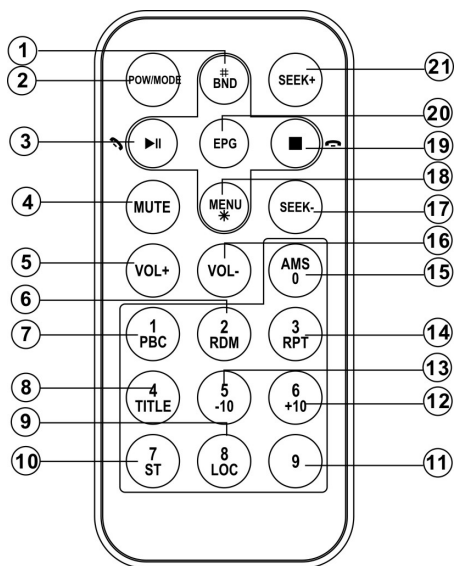 1
2
POW/MODE
#
BND
SEEK+
21
20
3
EPG
19
18
4
MUTE
MENU
✳
SEEK-
17
16
5
VOL+
VOL-
AMS
0
15
6
7
1
PBC
2
RDM
3
RPT
14
13
8
4
TITLE
5
-10
6
+10
12
9
10
7
ST
8
LOC
9
11